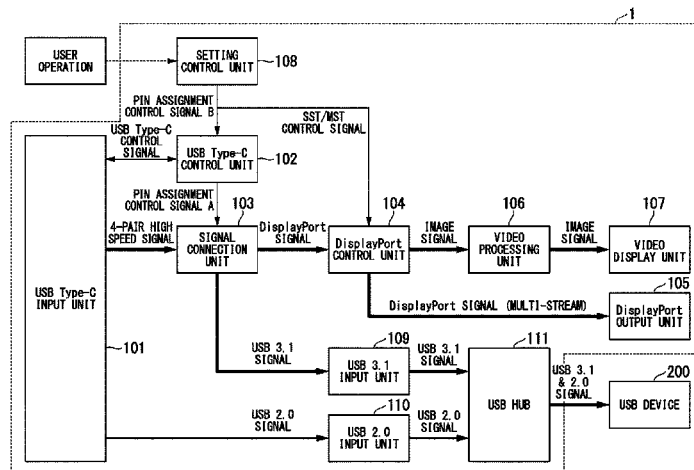 1
USER
OPERATION
SETTING
CONTROL UNIT
108
PIN ASSIGNMENT
CONTROL SIGNAL B
SST/MST
CONTROL SIGNAL
USB Type-C
CONTROL
SIGNAL
USB Type-C
CONTROL UNIT
102
PIN ASSIGNMENT
CONTROL SIGNAL A
4-PAIR HIGH
SPEED SIGNAL
103
SIGNAL
CONNECTION
UNIT
DisplayPort
SIGNAL
104
DisplayPort
CONTROL
UNIT
IMAGE
SIGNAL
106
VIDEO
PROCESSING
UNIT
IMAGE
SIGNAL
107
VIDEO
DISPLAY UNIT
105
DisplayPort SIGNAL (MULTI-STREAM)
DisplayPort
OUTPUT UNIT
USB Type-C
INPUT UNIT
101
USB 3.1
SIGNAL
109
USB 3.1
INPUT UNIT
USB 3.1
SIGNAL
111
USB HUB
USB 3.1
& 2.0
SIGNAL
200
USB DEVICE
USB 2.0
SIGNAL
110
USB 2.0
INPUT UNIT
USB 2.0
SIGNAL